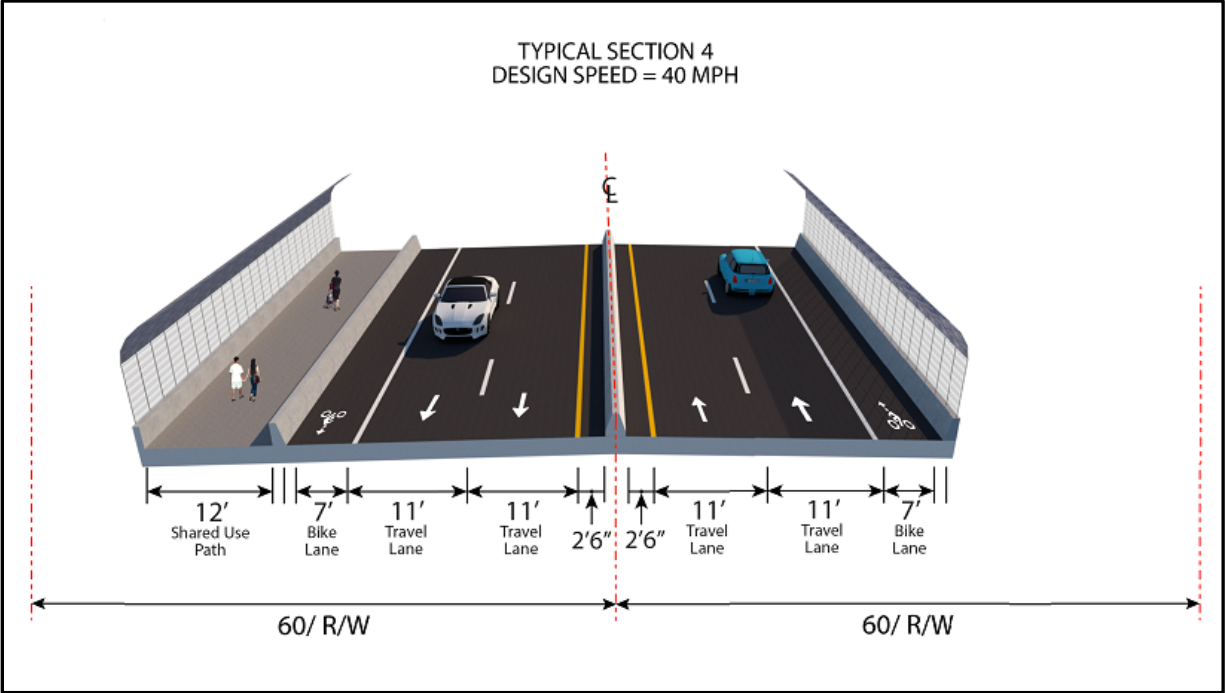 TYPICAL SECTION 4
DESIGN SPEED = 40 MPH
℄
12’
Shared Use
Path
7’
Bike
Lane
11’
Travel
Lane
11’
Travel
Lane
2’6”
2’6”
11’
Travel
Lane
11’
Travel
Lane
7’
Bike
Lane
60/ R/W
60/ R/W